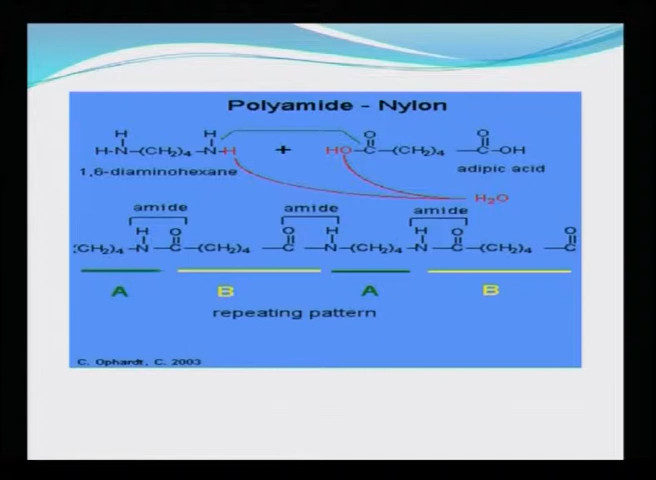 Polyamide - Nylon
H H O O
H-N-(CH₂)₄-N-H + HO-C-(CH₂)₄ -C-OH
1,6-diaminohexane adipic acid
H₂O
amide amide amide
H O O H H O O
(CH₂)₄-N-C-(CH₂)₄ -C-N-(CH₂)₄-N-C-(CH₂)₄ -C
A B A B
repeating pattern
C. Ophardt, C. 2003